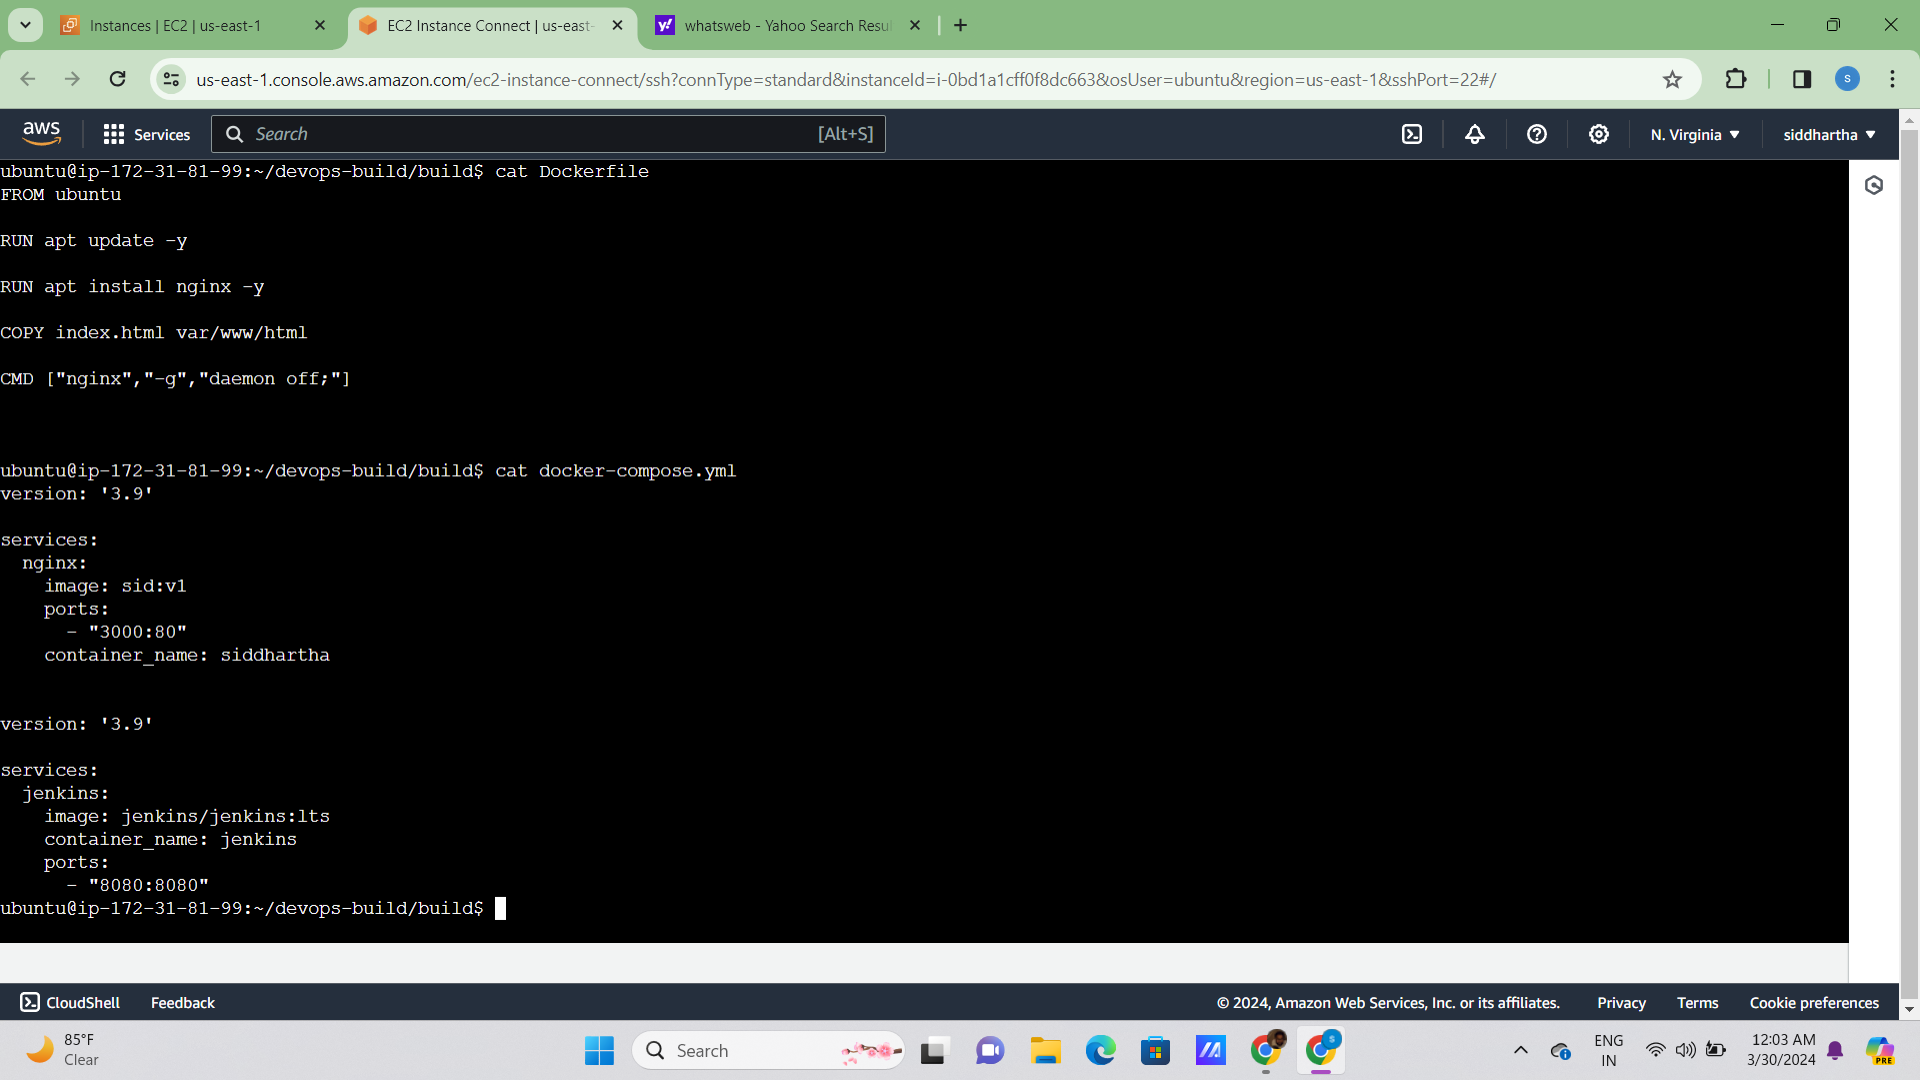 Instances | EC2 | us-east-1
EC2 Instance Connect | us-east-
whatsweb - Yahoo Search Resul
us-east-1.console.aws.amazon.com/ec2-instance-connect/ssh?connType=standard&instanceId=i-0bd1a1cff0f8dc663&osUser=ubuntu&region=us-east-1&sshPort=22#/
S
aws
Services
Search
[Alt+S]
N. Virginia
siddhartha
ubuntu@ip-172-31-81-99:~/devops-build/build$ cat Dockerfile
FROM ubuntu
RUN apt update -y
RUN apt install nginx -y
COPY index.html var/www/html
CMD ["nginx","-g","daemon off;"]
ubuntu@ip-172-31-81-99:~/devops-build/build$ cat docker-compose.yml
version: '3.9'
services:
  nginx:
    image: sid:v1
    ports:
      - "3000:80"
    container_name: siddhartha
version: '3.9'
services:
  jenkins:
    image: jenkins/jenkins:lts
    container_name: jenkins
    ports:
      - "8080:8080"
ubuntu@ip-172-31-81-99:~/devops-build/build$
CloudShell
Feedback
© 2024, Amazon Web Services, Inc. or its affiliates.
Privacy
Terms
Cookie preferences
85°F
Clear
Search
ENG
IN
12:03 AM
3/30/2024
PRE